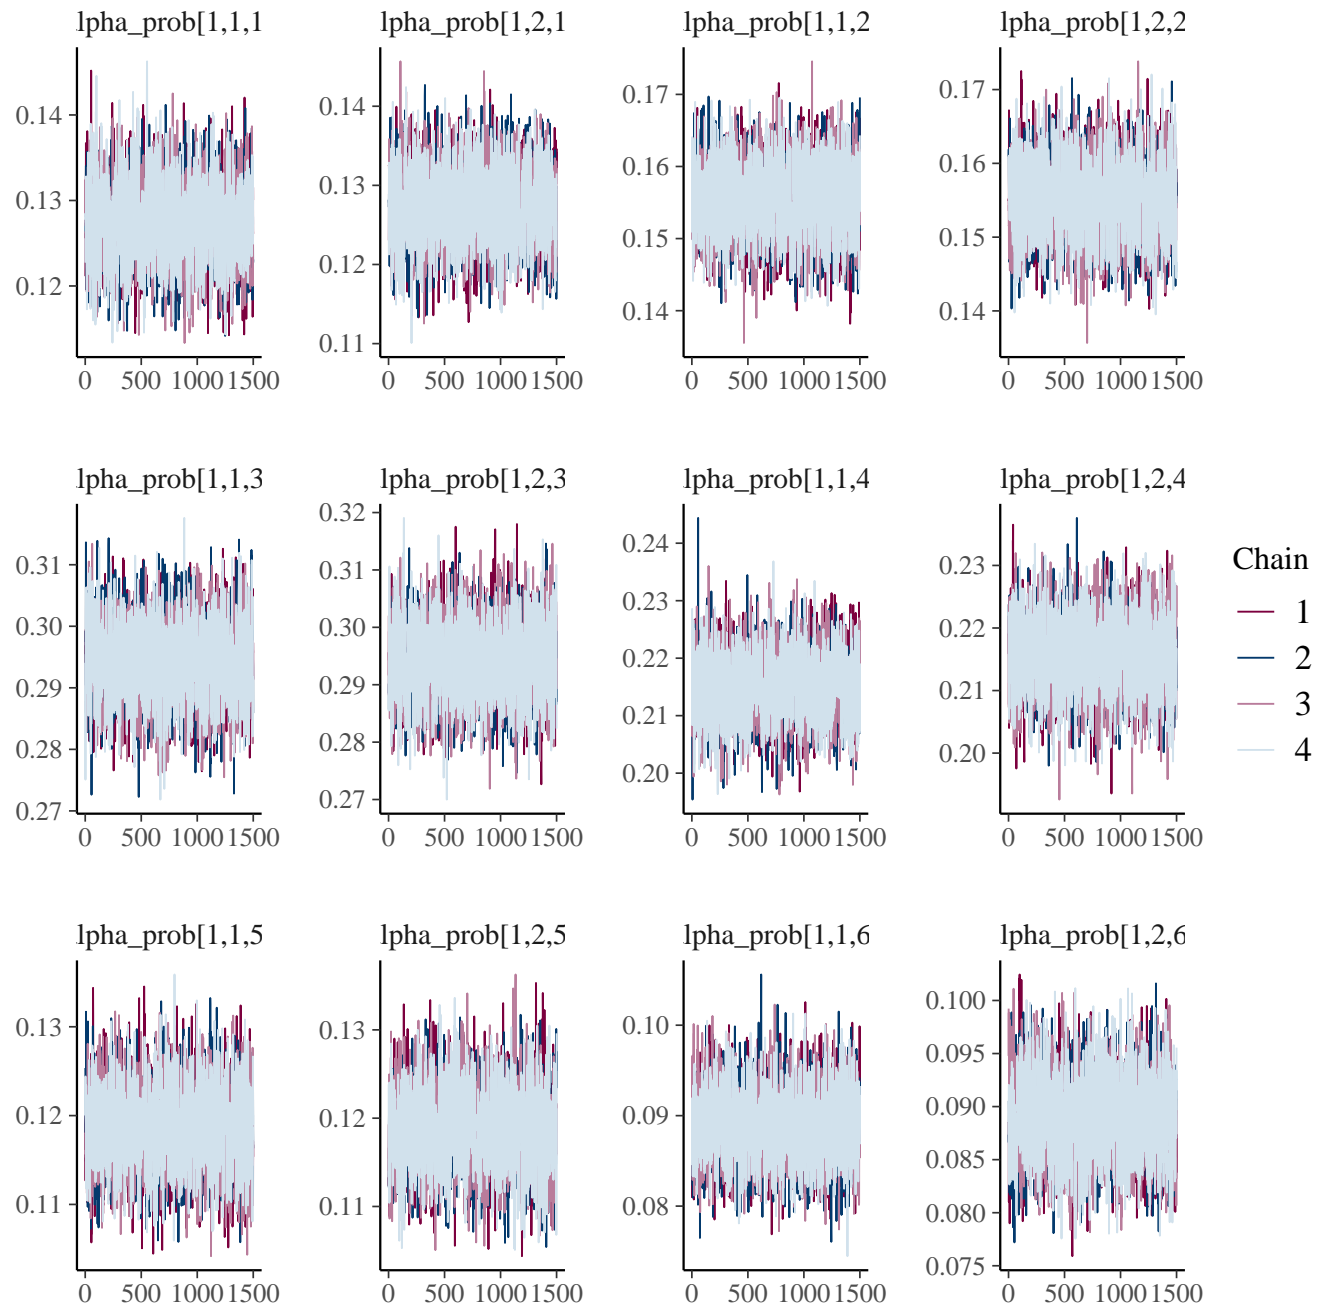 lpha_prob[1,1,1
lpha_prob[1,2,1
lpha_prob[1,1,2
lpha_prob[1,2,2
0.14
0.13
0.12
0 500 1000 1500
0.14
0.13
0.12
0.11
0 500 1000 1500
0.17
0.16
0.15
0.14
0 500 1000 1500
0.17
0.16
0.15
0.14
0 500 1000 1500
lpha_prob[1,1,3
lpha_prob[1,2,3
lpha_prob[1,1,4
lpha_prob[1,2,4
0.31
0.30
0.29
0.28
0.27
0 500 1000 1500
0.32
0.31
0.30
0.29
0.28
0.27
0 500 1000 1500
0.24
0.23
0.22
0.21
0.20
0 500 1000 1500
0.23
0.22
0.21
0.20
0 500 1000 1500
Chain
1
2
3
4
lpha_prob[1,1,5
lpha_prob[1,2,5
lpha_prob[1,1,6
lpha_prob[1,2,6
0.13
0.12
0.11
0 500 1000 1500
0.13
0.12
0.11
0 500 1000 1500
0.10
0.09
0.08
0 500 1000 1500
0.100
0.095
0.090
0.085
0.080
0.075
0 500 1000 1500